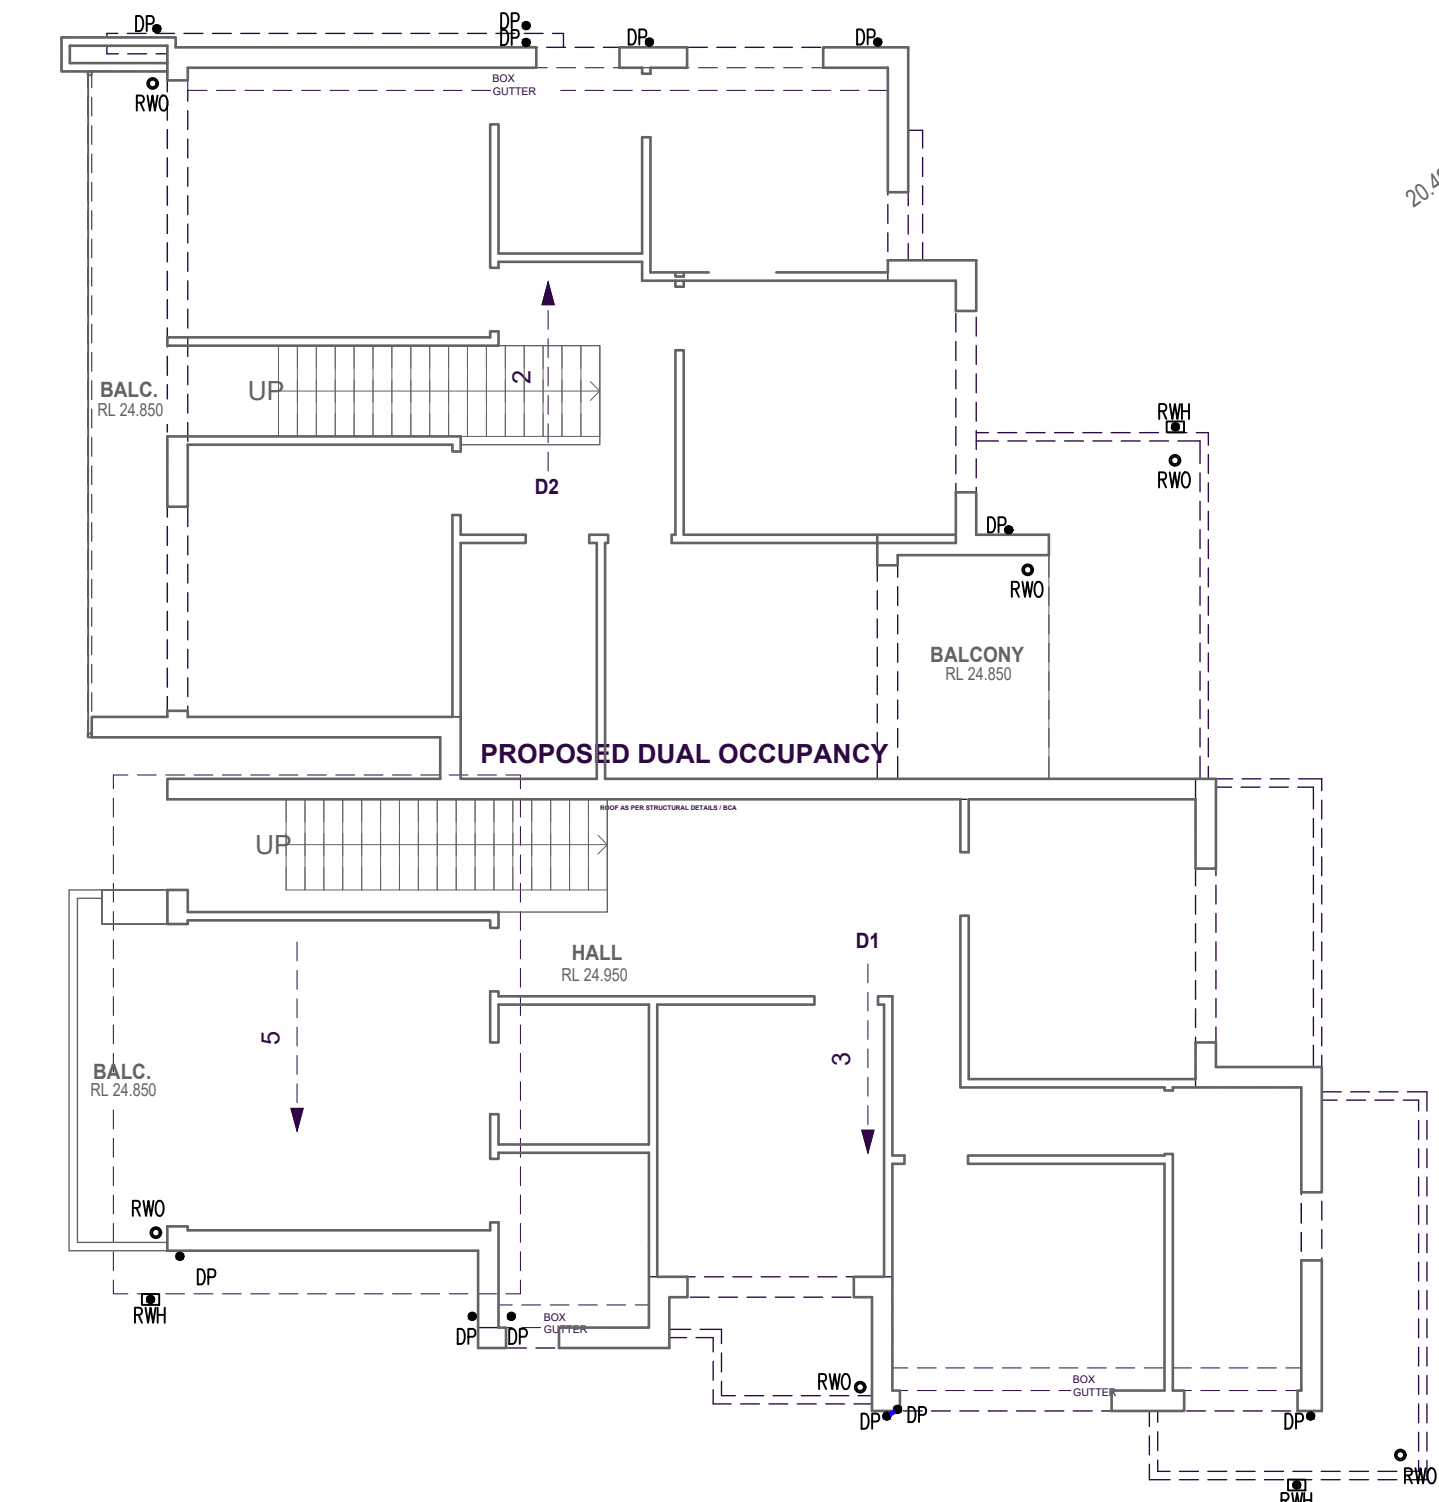 DP
DP
DP
DP
DP
BOX
GUTTER
RWO
20.4
2
BALC.
RL 24.850
UP
D2
RWH
RWO
DP
RWO
BALCONY
RL 24.850
PROPOSED DUAL OCCUPANCY
ROOF AS PER STRUCTURAL DETAILS / BCA
UP
D1
HALL
RL 24.950
5
3
BALC.
RL 24.850
RWO
DP
RWH
DP
DP
BOX
GUTTER
RWO
BOX
GUTTER
DP
DP
DP
RWO
RWH